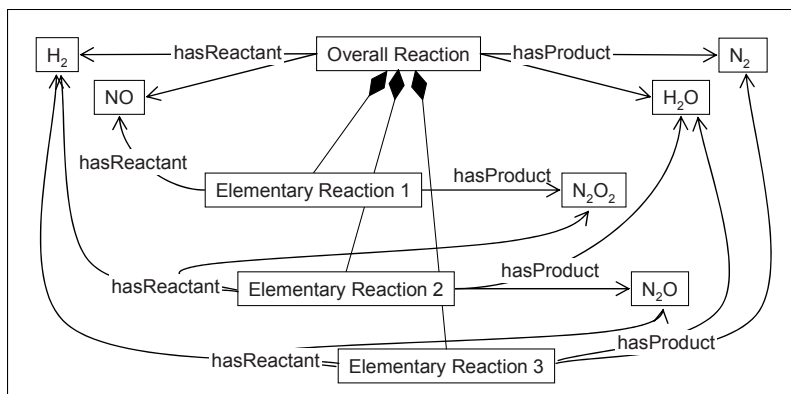 H₂ hasReactant Overall Reaction hasProduct N₂
NO H₂O
hasReactant
Elementary Reaction 1 hasProduct N₂O₂
hasReactant Elementary Reaction 2 hasProduct N₂O
hasReactant Elementary Reaction 3 hasProduct